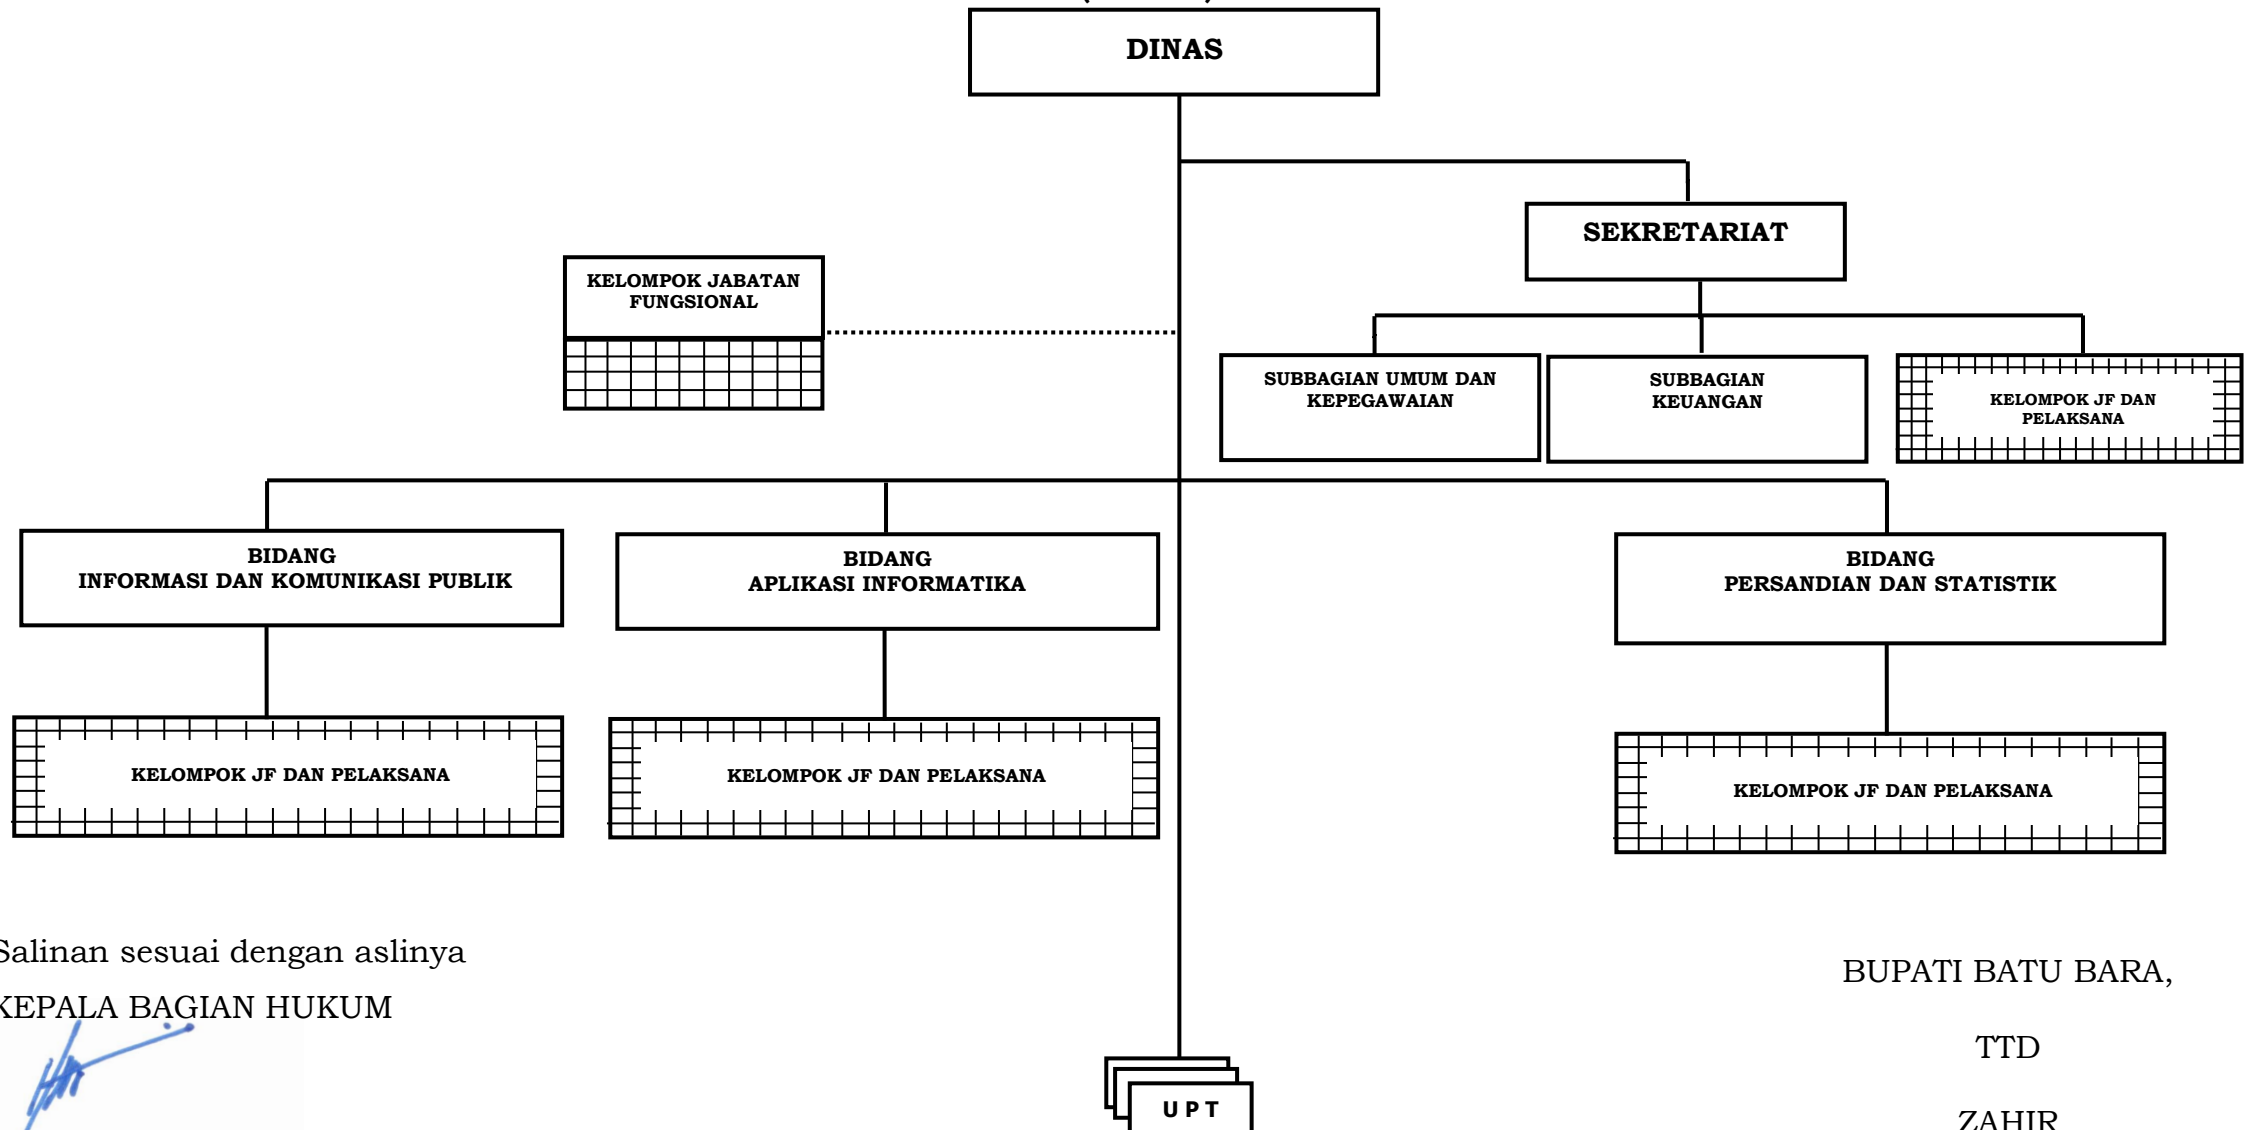 DINAS
SEKRETARIAT
KELOMPOK JABATAN
FUNGSIONAL
SUBBAGIAN UMUM DAN
KEPEGAWAIAN
SUBBAGIAN
KEUANGAN
KELOMPOK JF DAN
PELAKSANA
BIDANG
INFORMASI DAN KOMUNIKASI PUBLIK
BIDANG
APLIKASI INFORMATIKA
BIDANG
PERSANDIAN DAN STATISTIK
KELOMPOK JF DAN PELAKSANA
KELOMPOK JF DAN PELAKSANA
KELOMPOK JF DAN PELAKSANA
Salinan sesuai dengan aslinya
KEPALA BAGIAN HUKUM
BUPATI BATU BARA,
TTD
ZAHIR
U P T